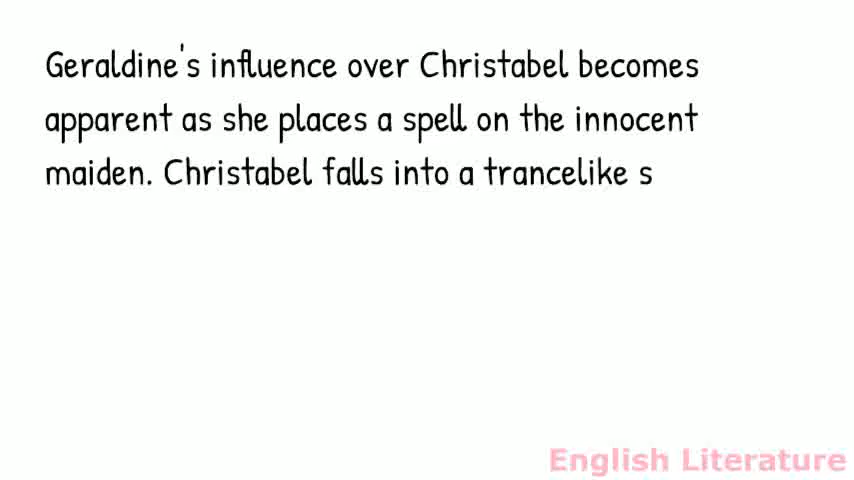 Geraldine's influence over Christabel becomes
apparent as she places a spell on the innocent
maiden. Christabel falls into a trancelike s
English Literature